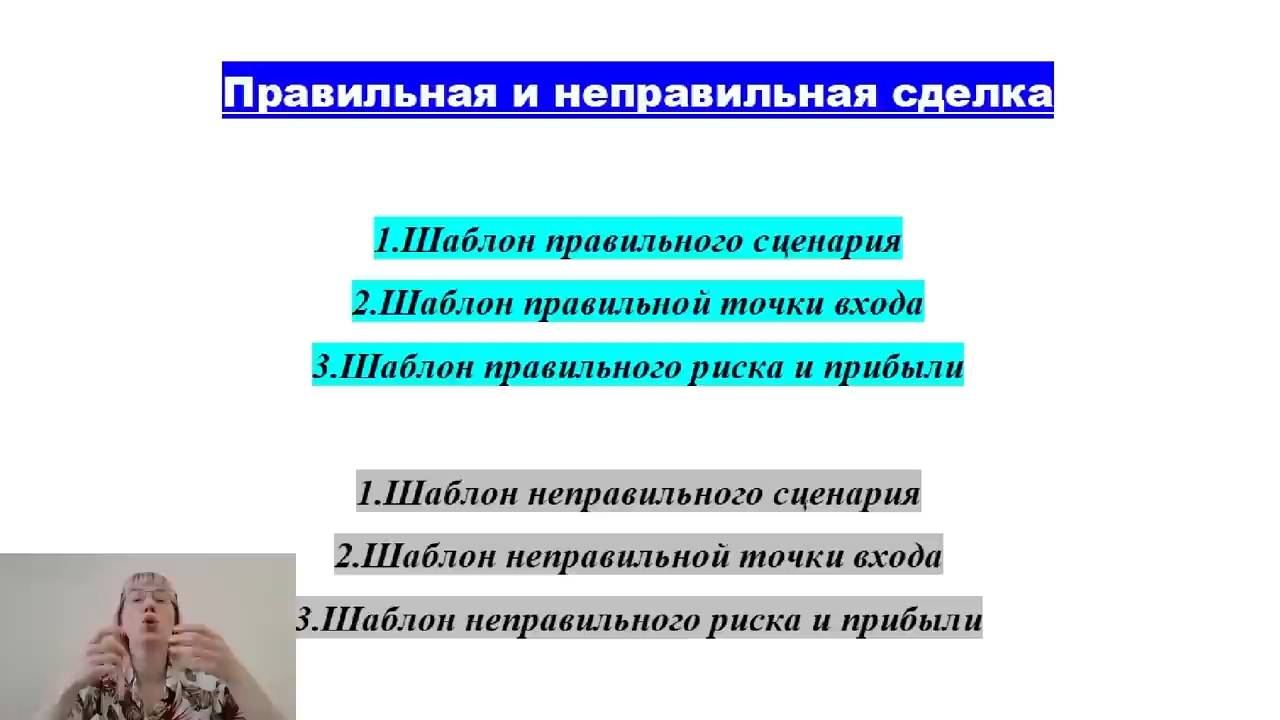 Правильная и неправильная сделка
1.Шаблон правильного сценария
2.Шаблон правильной точки входа
3.Шаблон правильного риска и прибыли
1.Шаблон неправильного сценария
2.Шаблон неправильной точки входа
3.Шаблон неправильного риска и прибыли